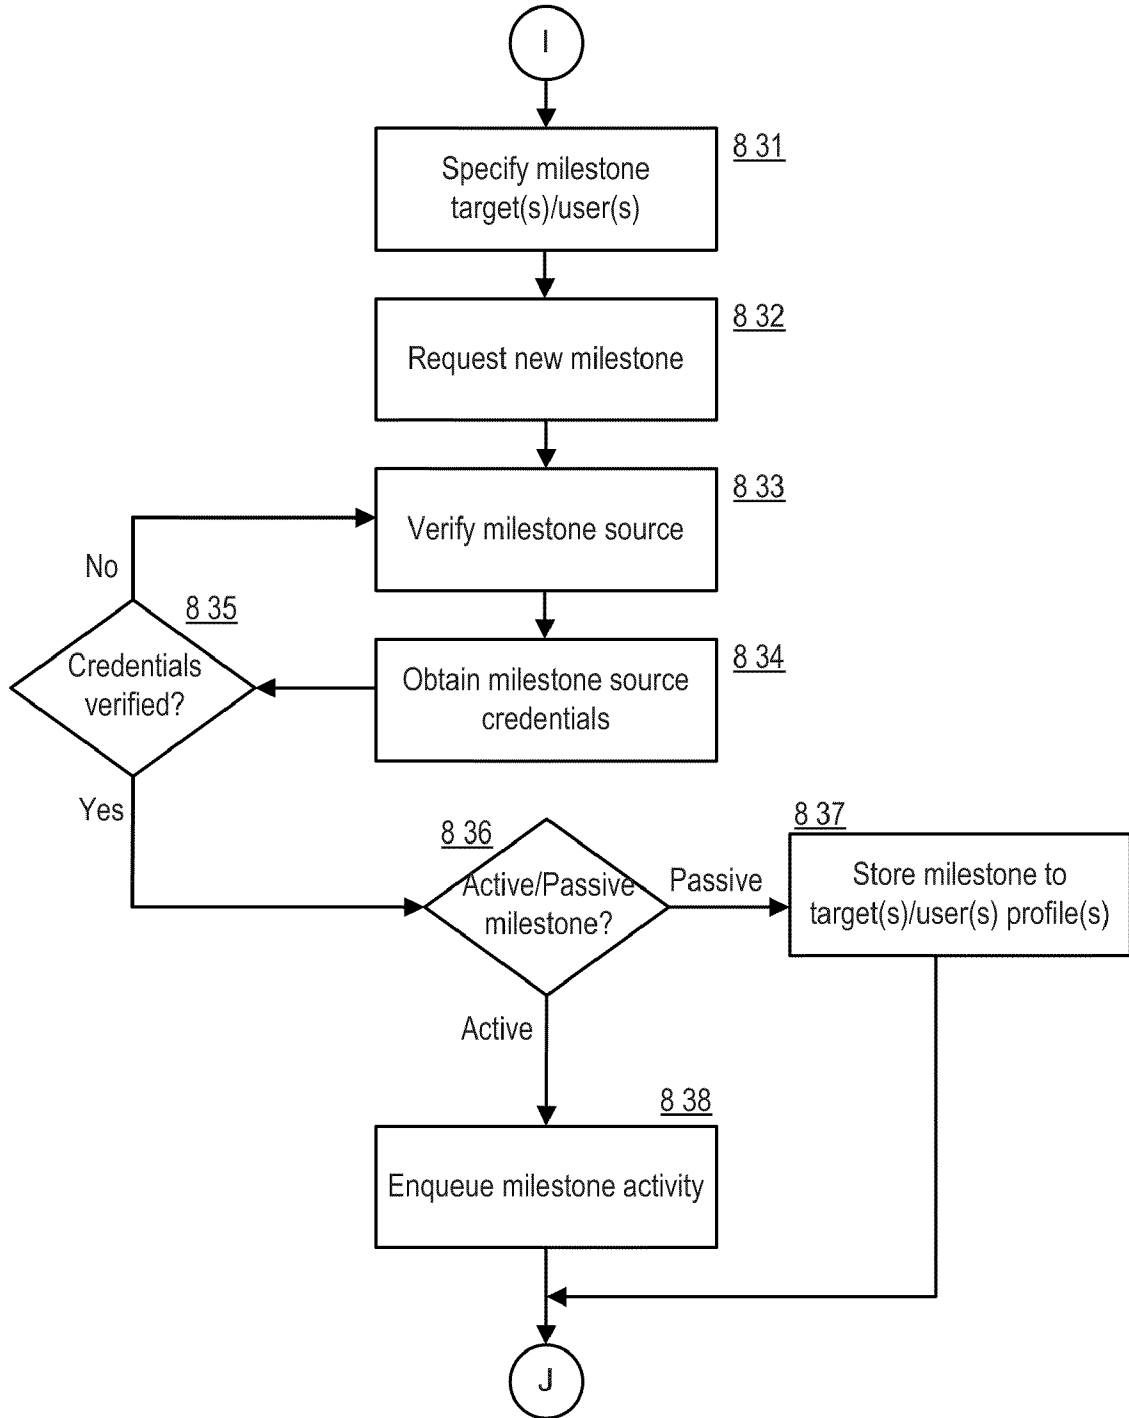 I
8 31
Specify milestone
target(s)/user(s)
8 32
Request new milestone
8 33
Verify milestone source
No
8 35
Credentials
verified?
8 34
Obtain milestone source
credentials
Yes
8 36
Active/Passive
milestone?
Passive
8 37
Store milestone to
target(s)/user(s) profile(s)
Active
8 38
Enqueue milestone activity
J